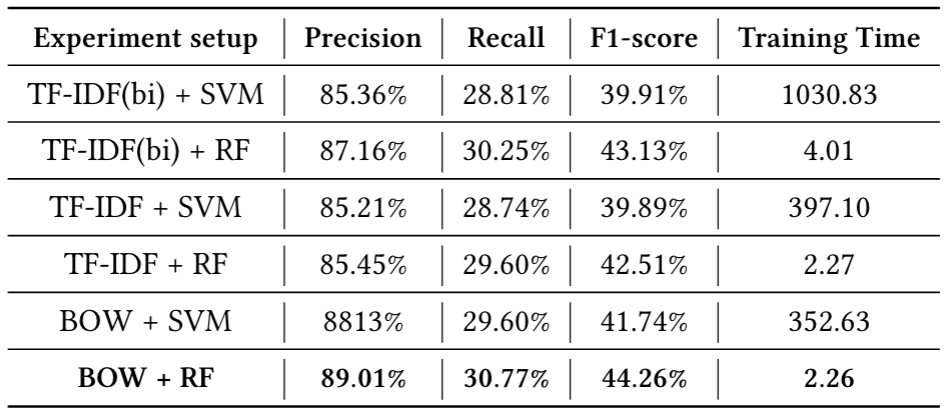 Experiment setup Precision Recall F1-score Training Time
TF-IDF(bi) + SVM 85.36% 28.81% 39.91% 1030.83
TF-IDF(bi) + RF 87.16% 30.25% 43.13% 4.01
TF-IDF + SVM 85.21% 28.74% 39.89% 397.10
TF-IDF + RF 85.45% 29.60% 42.51% 2.27
BOW + SVM 8813% 29.60% 41.74% 352.63
BOW + RF 89.01% 30.77% 44.26% 2.26